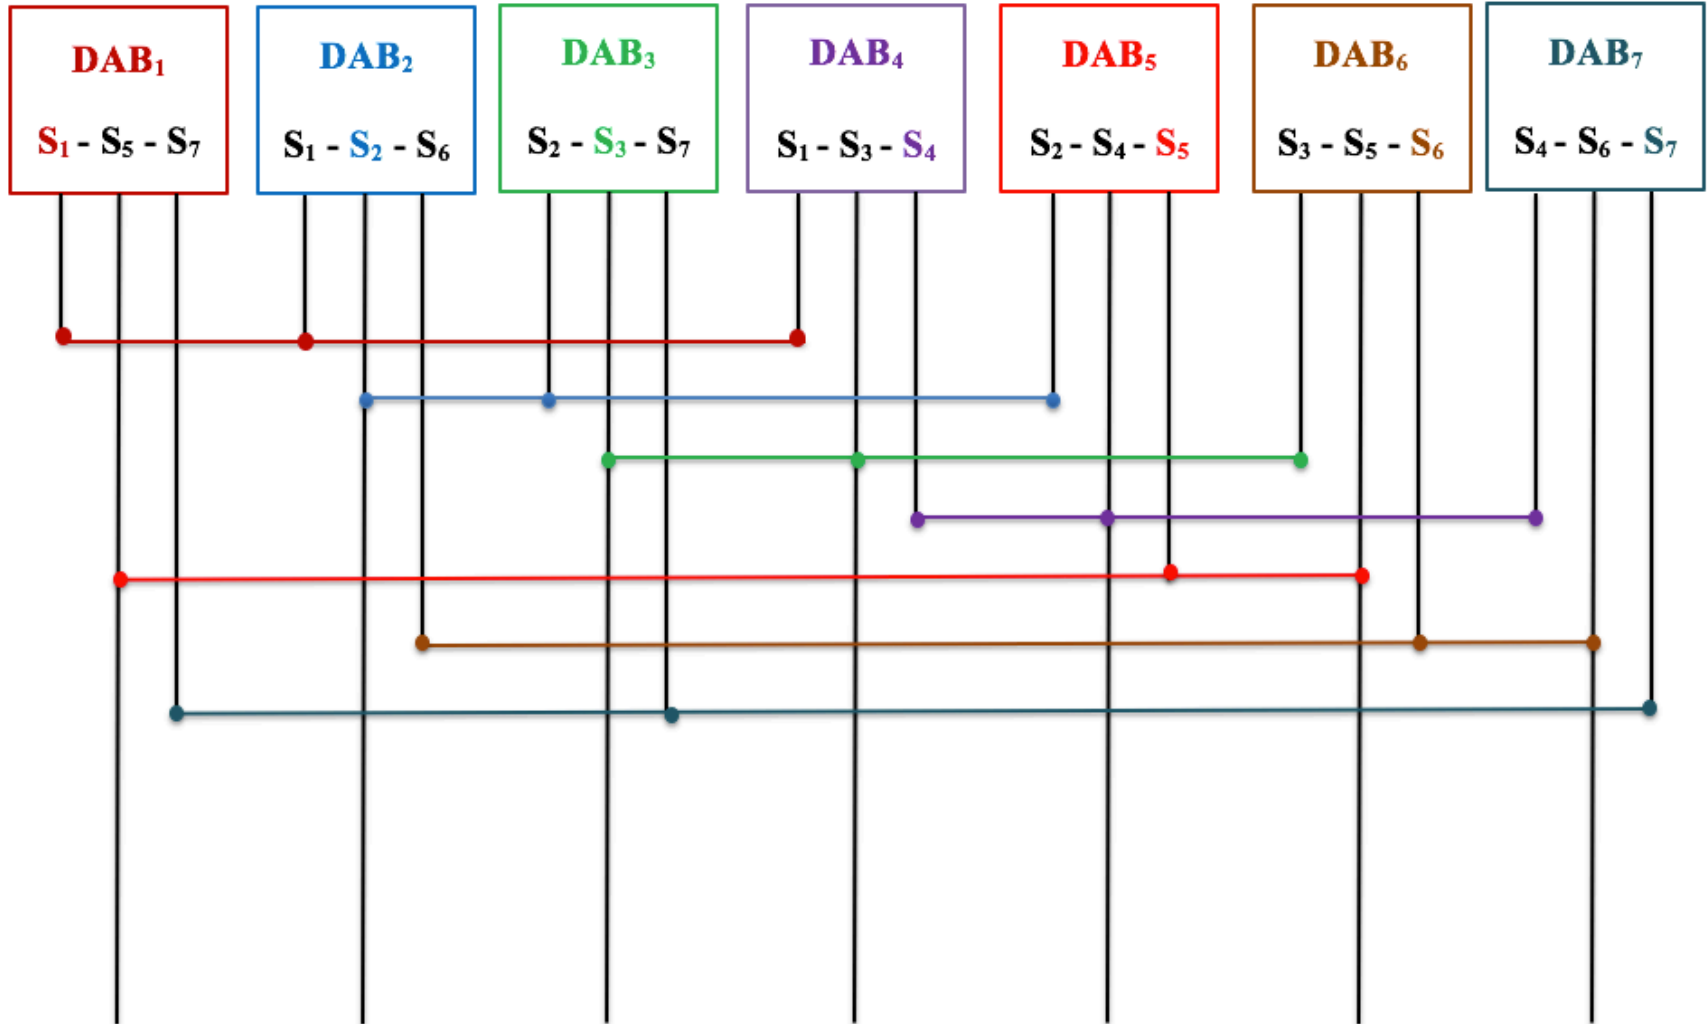 DAB₁ DAB₂ DAB₃ DAB₄ DAB₅ DAB₆ DAB₇
S₁ - S₅ - S₇ S₁ - S₂ - S₆ S₂ - S₃ - S₇ S₁ - S₃ - S₄ S₂ - S₄ - S₅ S₃ - S₅ - S₆ S₄ - S₆ - S₇